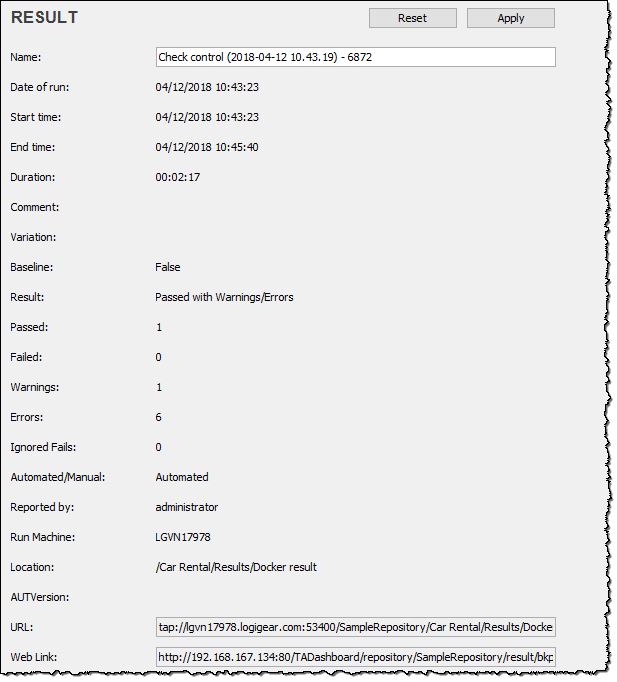 RESULT Reset Apply
Name: Check control (2018-04-12 10.43.19) - 6872
Date of run: 04/12/2018 10:43:23
Start time: 04/12/2018 10:43:23
End time: 04/12/2018 10:45:40
Duration: 00:02:17
Comment:
Variation:
Baseline: False
Result: Passed with Warnings/Errors
Passed: 1
Failed: 0
Warnings: 1
Errors: 6
Ignored Fails: 0
Automated/Manual: Automated
Reported by: administrator
Run Machine: LGVN17978
Location: /Car Rental/Results/Docker result
AUTVersion:
URL: tap://lgvn17978.logigear.com:53400/SampleRepository/Car Rental/Results/Docke
Web Link: http://192.168.167.134:80/TADashboard/repository/SampleRepository/result/bkp